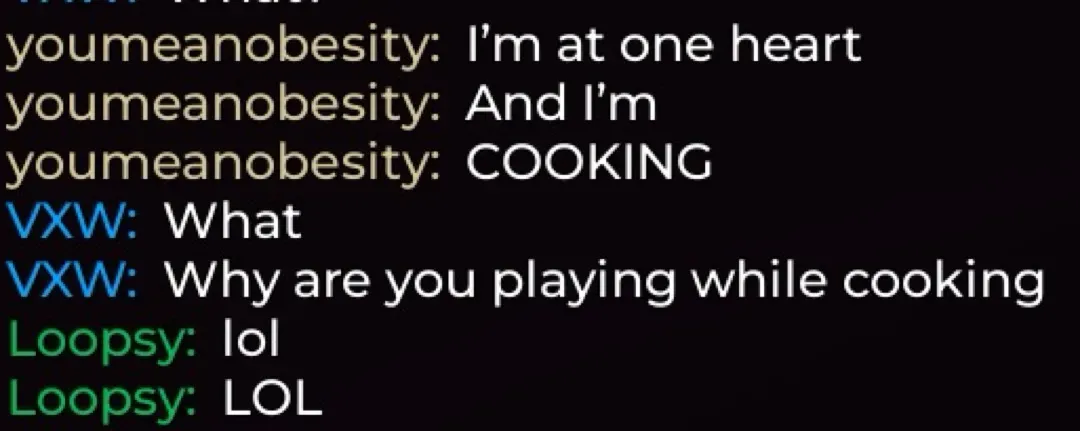 youmeanobesity: I’m at one heart
youmeanobesity: And I’m
youmeanobesity: COOKING
VXW: What
VXW: Why are you playing while cooking
Loopsy: lol
Loopsy: LOL